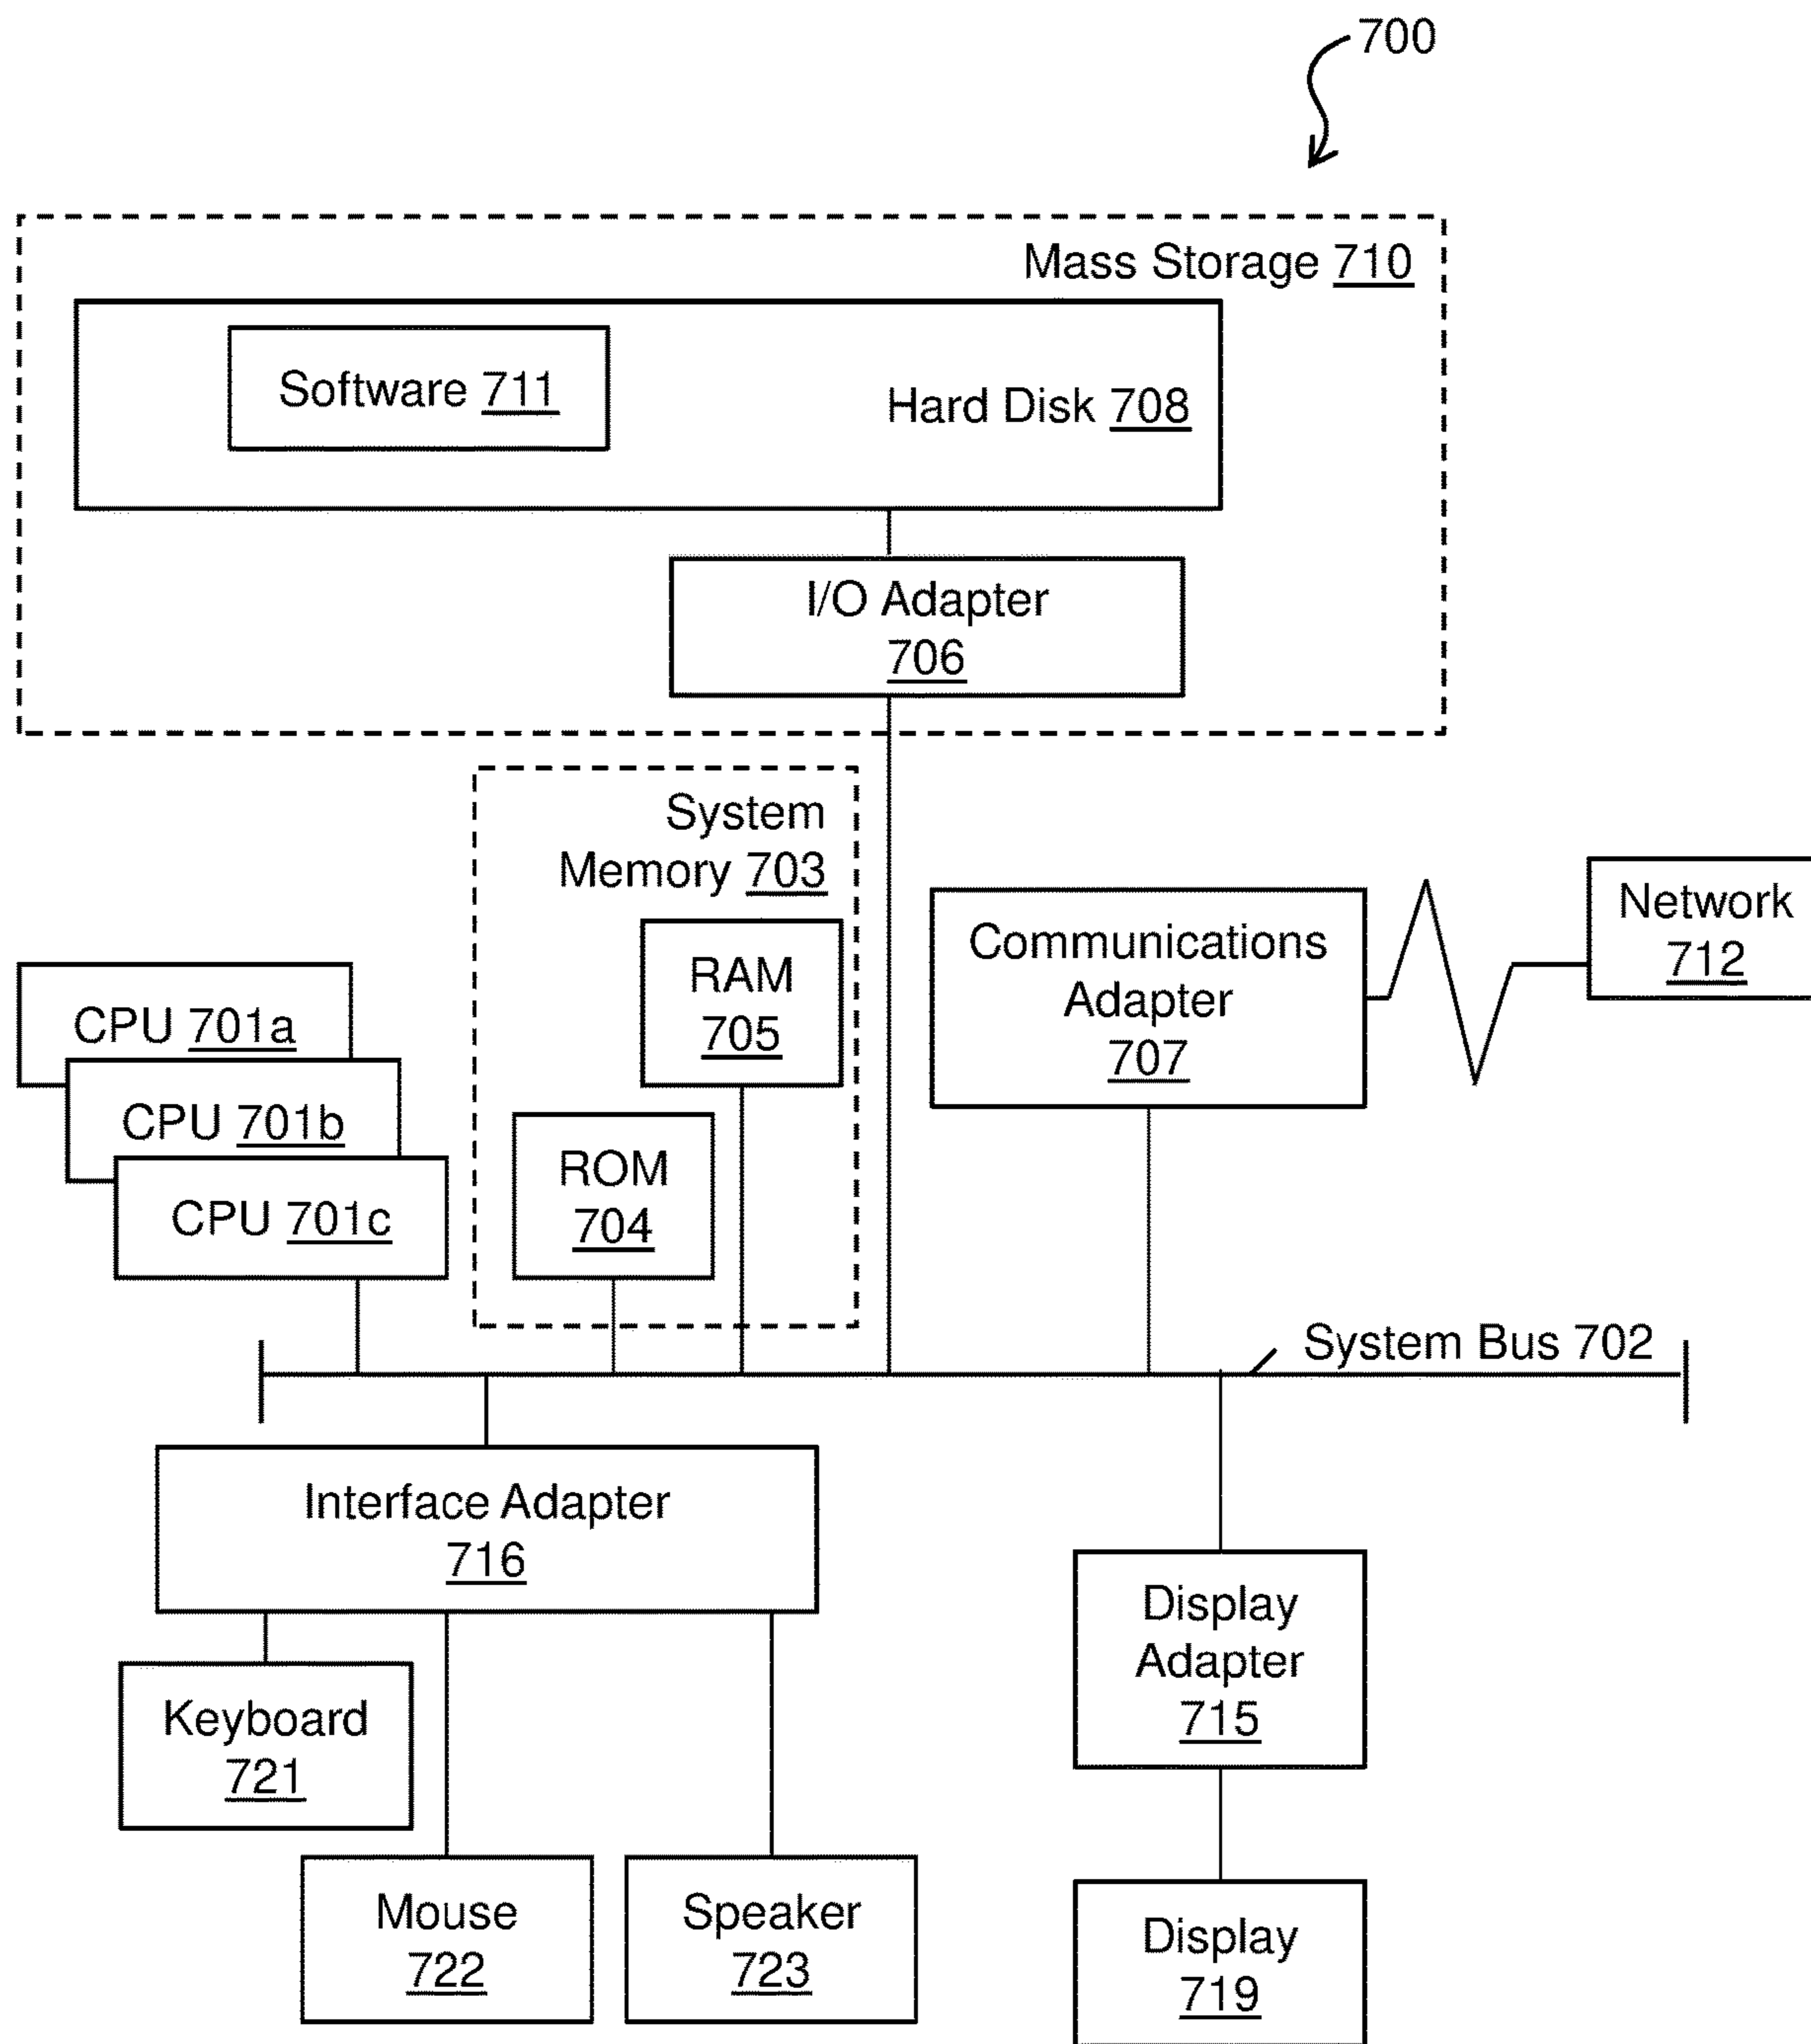 700
Mass Storage 710
Software 711
Hard Disk 708
I/O Adapter
706
System
Memory 703
RAM
705
ROM
704
CPU 701a
CPU 701b
CPU 701c
Communications
Adapter
707
Network
712
System Bus 702
Interface Adapter
716
Keyboard
721
Mouse
722
Speaker
723
Display
Adapter
715
Display
719